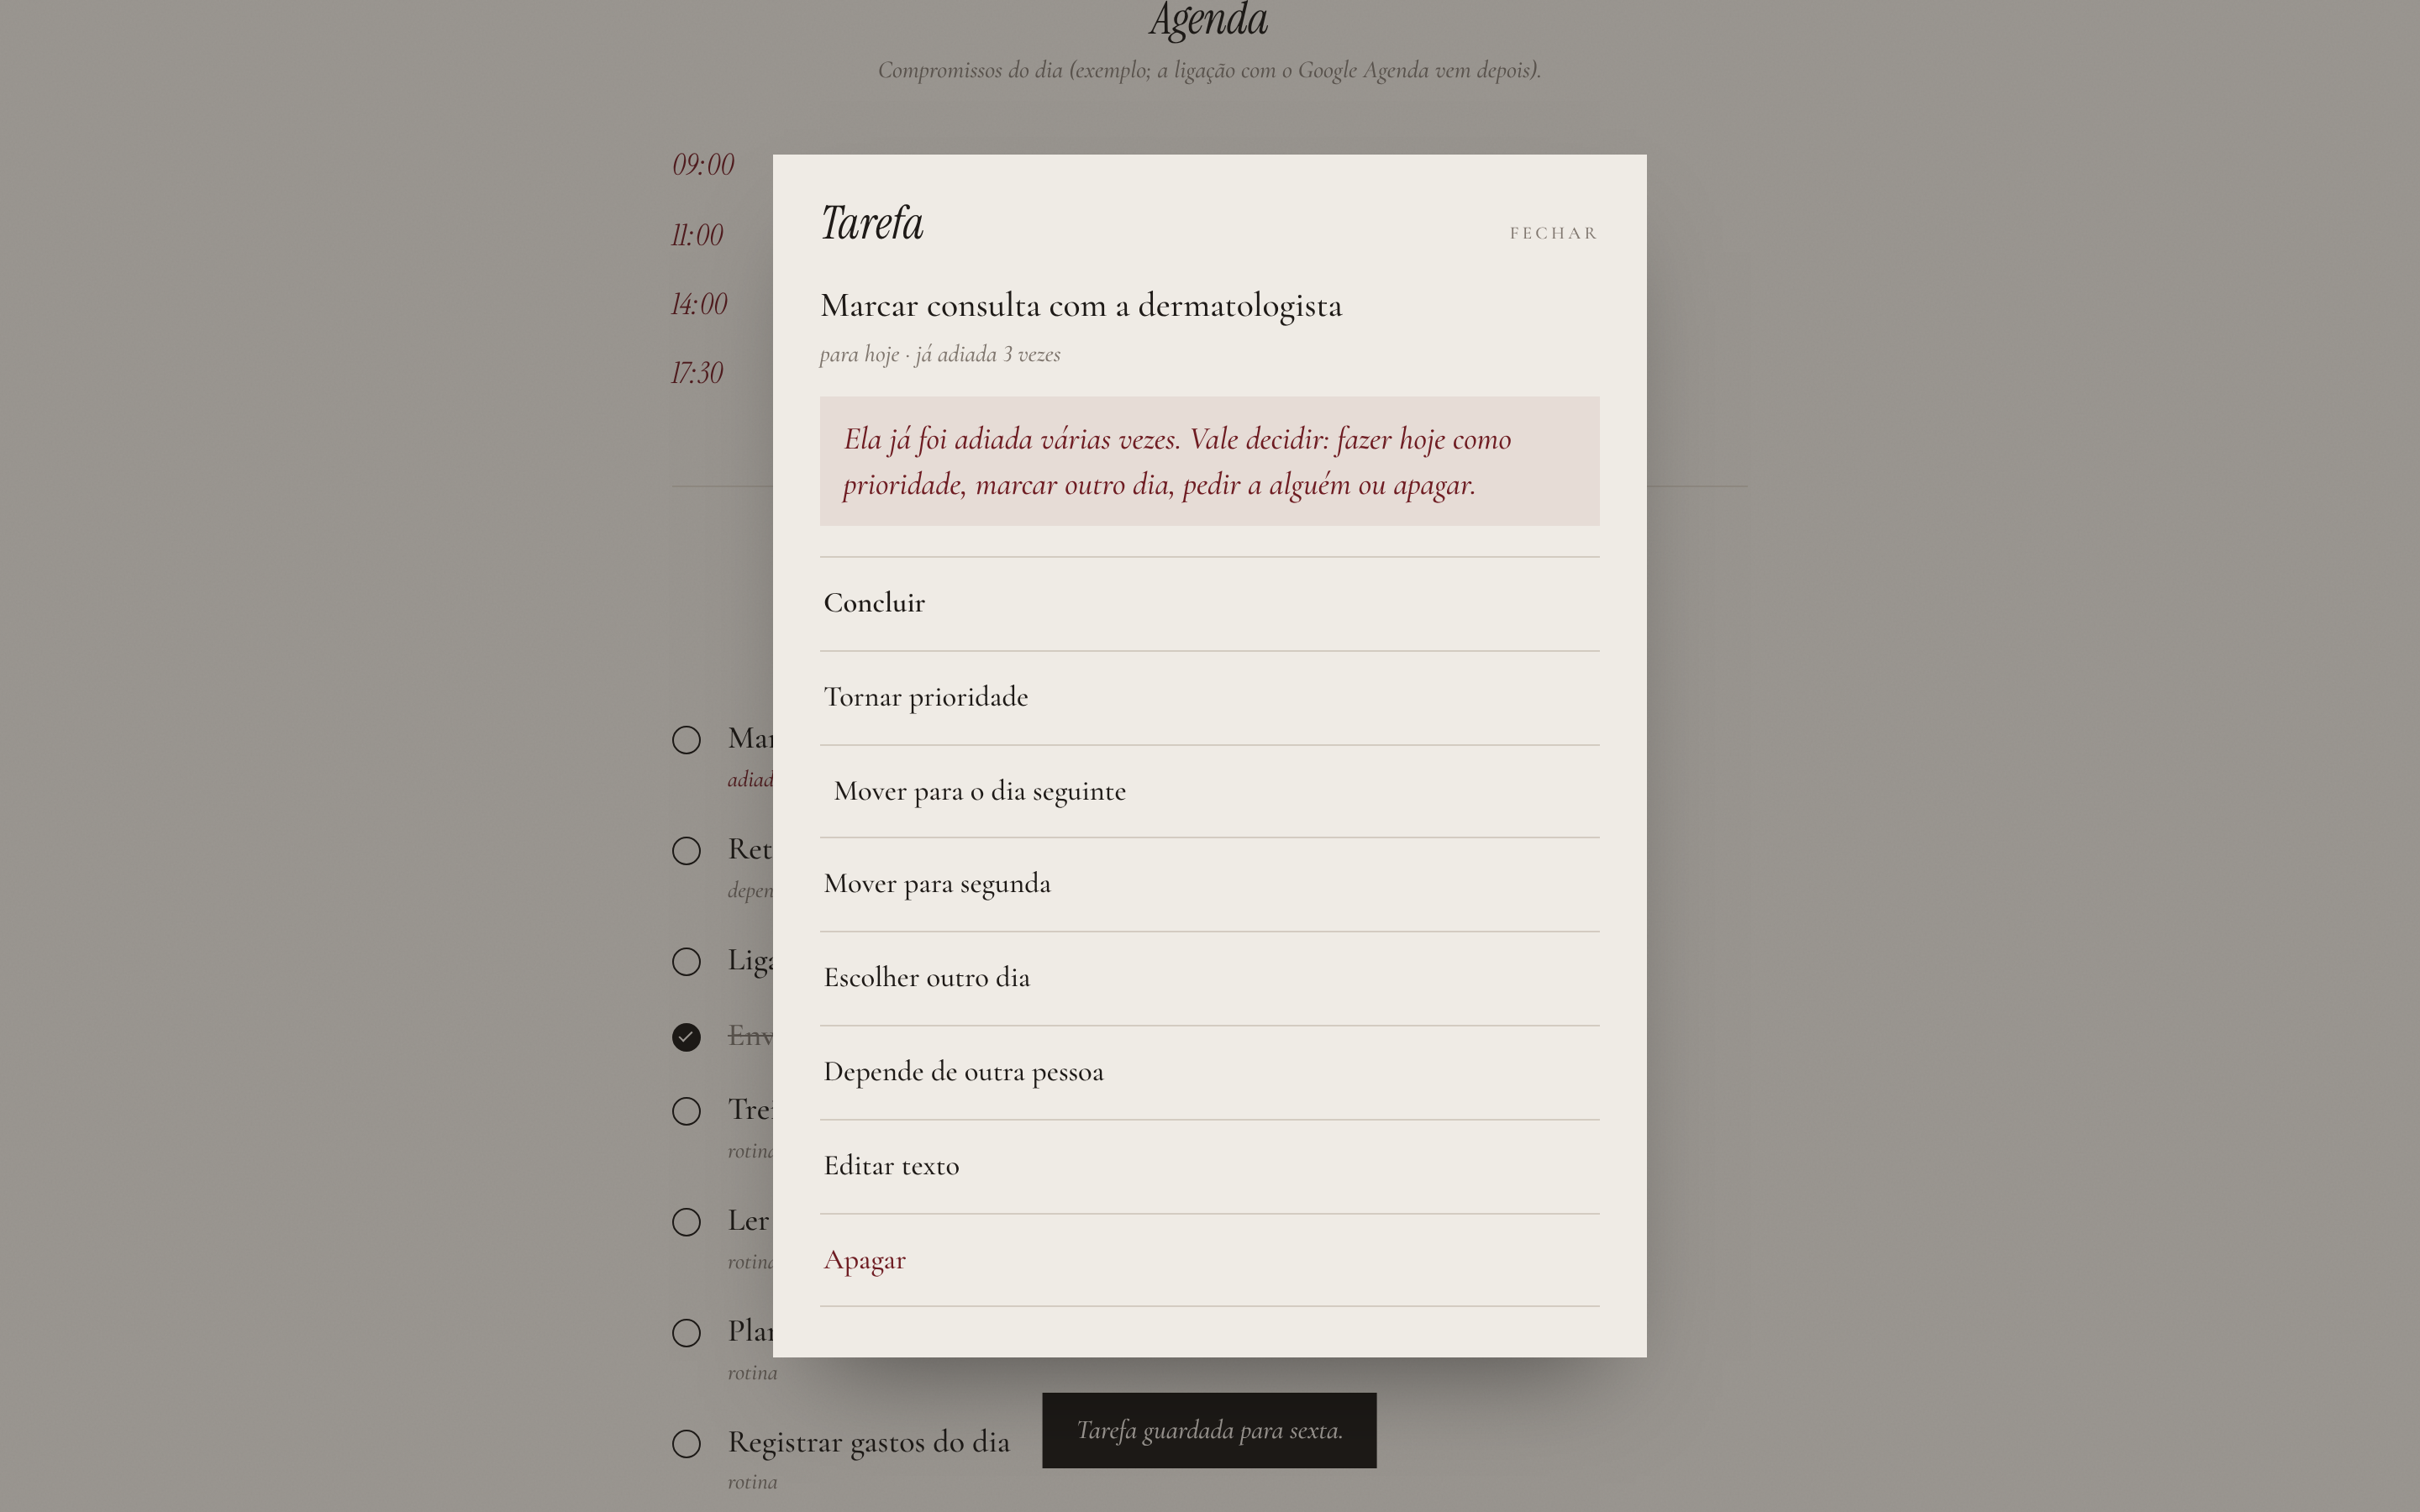 Agenda
Compromissos do dia (exemplo; a ligação com o Google Agenda vem depois).
09:00
11:00
14:00
17:30
Tarefa
FECHAR
Marcar consulta com a dermatologista
para hoje · já adiada 3 vezes
Ela já foi adiada várias vezes. Vale decidir: fazer hoje como
prioridade, marcar outro dia, pedir a alguém ou apagar.
Concluir
Tornar prioridade
Mover para o dia seguinte
Mover para segunda
Escolher outro dia
Depende de outra pessoa
Editar texto
Apagar
Ler
rotina
Registrar gastos do dia
rotina
Tarefa guardada para sexta.